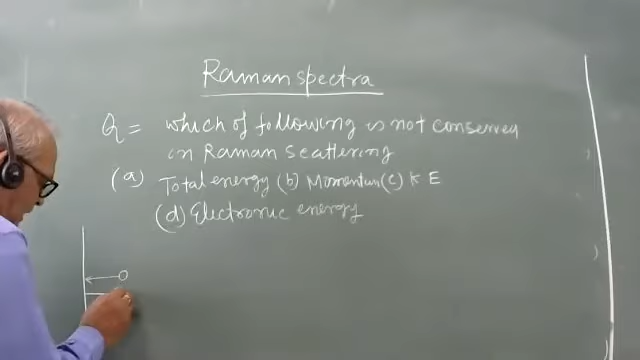 Raman spectra
Q = which of following is not conserved
in Raman Scattering
(a) Total energy (b) Momentum (c) K E
(d) Electronic energy